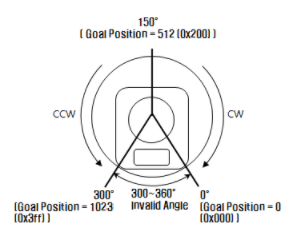 150°
( Goal Position = 512 (0x200) )
CCW
CW
300°
(Goal Position = 1023
(0x3ff) )
300~360°
Invalid Angle
0°
(Goal Position = 0
(0x000) )